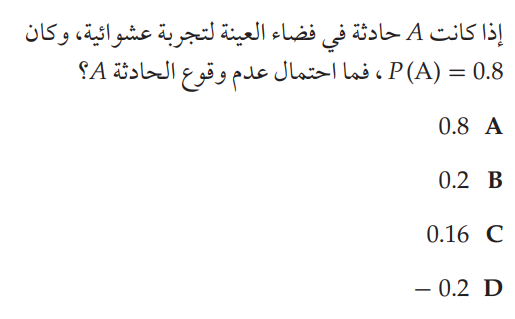 إذا كانت A حادثة في فضاء العينة لتجربة عشوائية، وكان
P(A) = 0.8 ، فما احتمال عدم وقوع الحادثة A؟
0.8 A
0.2 B
0.16 C
– 0.2 D